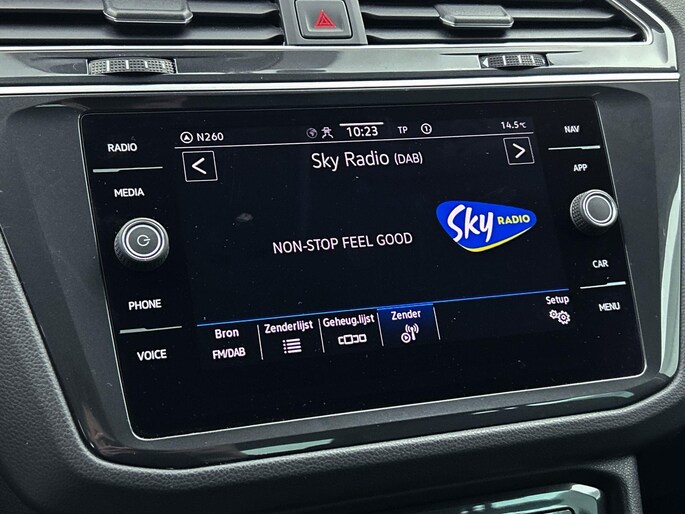 RADIO
MEDIA
PHONE
VOICE
N260
10:23
TP
1
14.5°C
Sky Radio (DAB)
NON-STOP FEEL GOOD
Sky RADIO
Bron
FM/DAB
Zenderlijst
Geheug.lijst
Zender
Setup
NAV
APP
CAR
MENU